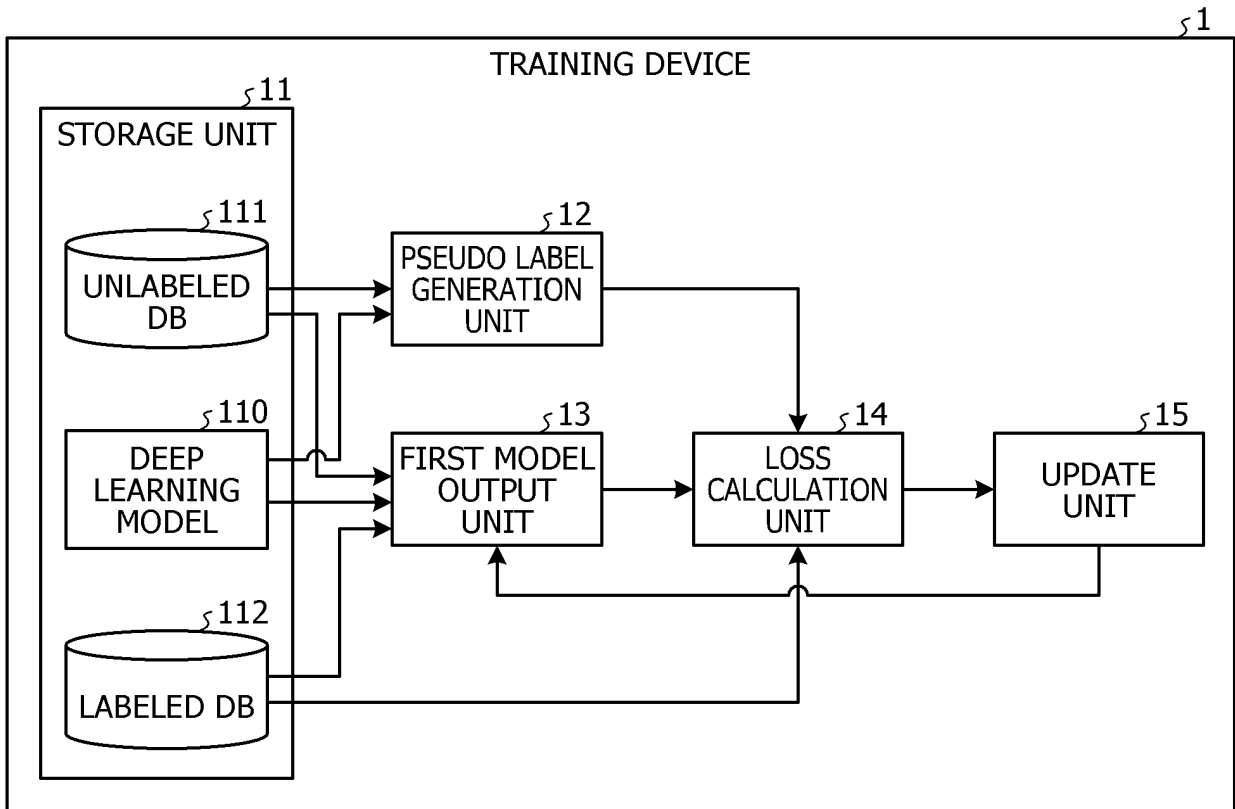 1
TRAINING DEVICE
11
STORAGE UNIT
111
UNLABELED
DB
12
PSEUDO LABEL
GENERATION
UNIT
110
DEEP
LEARNING
MODEL
13
FIRST MODEL
OUTPUT
UNIT
14
LOSS
CALCULATION
UNIT
15
UPDATE
UNIT
112
LABELED DB